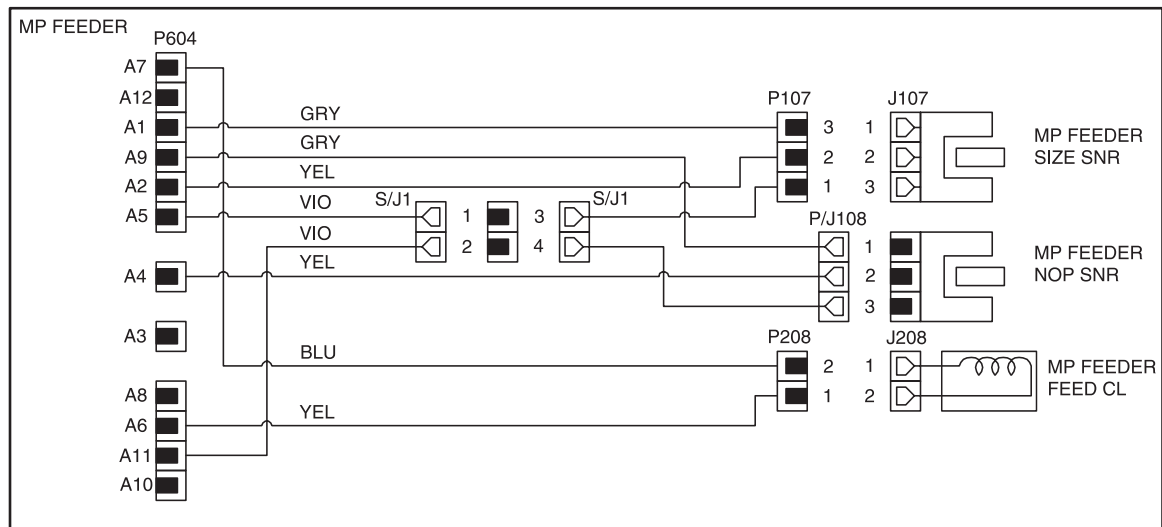 MP FEEDER
P604
A7
A12
A1
A9
A2
A5
A4
A3
A8
A6
A11
A10
GRY
GRY
YEL
VIO
VIO
YEL
BLU
YEL
S/J1
1
2
3
4
S/J1
P107
3
2
1
J107
1
2
3
MP FEEDER
SIZE SNR
P/J108
1
2
3
MP FEEDER
NOP SNR
P208
2
1
J208
1
2
MP FEEDER
FEED CL